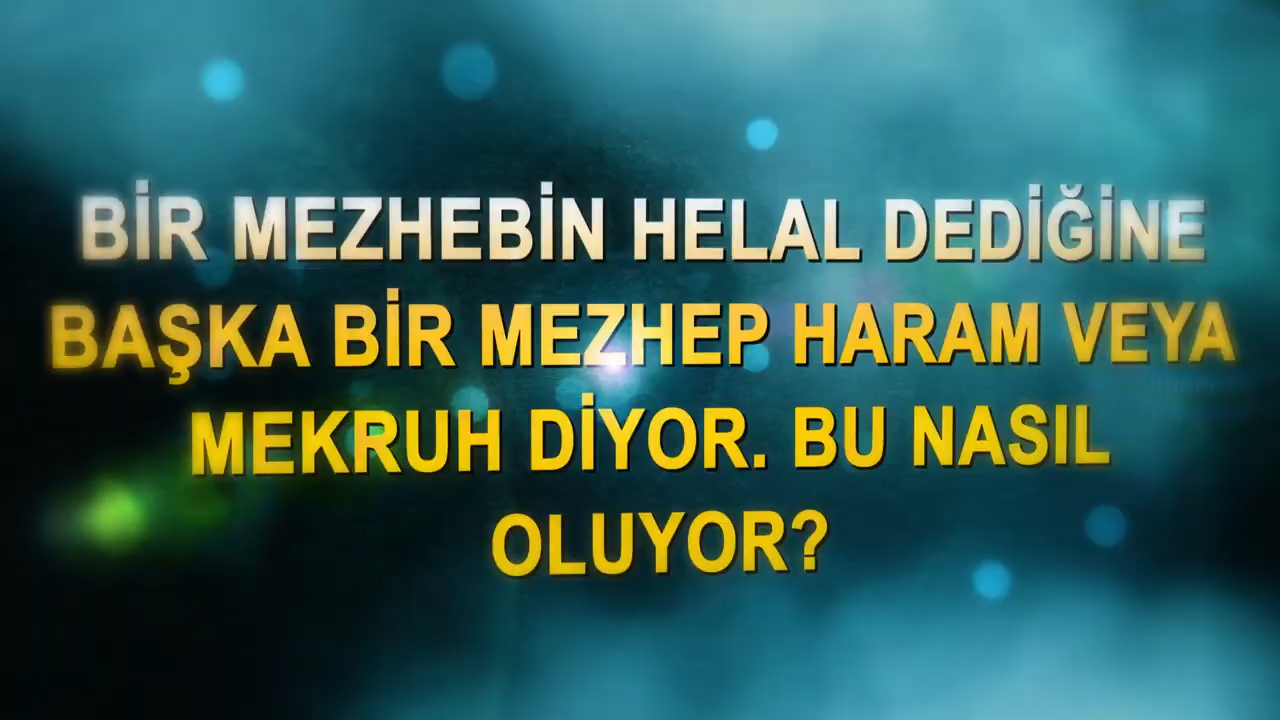 BİR MEZHEBİN HELAL DEDİĞİNE
BAŞKA BİR MEZHEP HARAM VEYA
MEKRUH DİYOR. BU NASIL
OLUYOR?